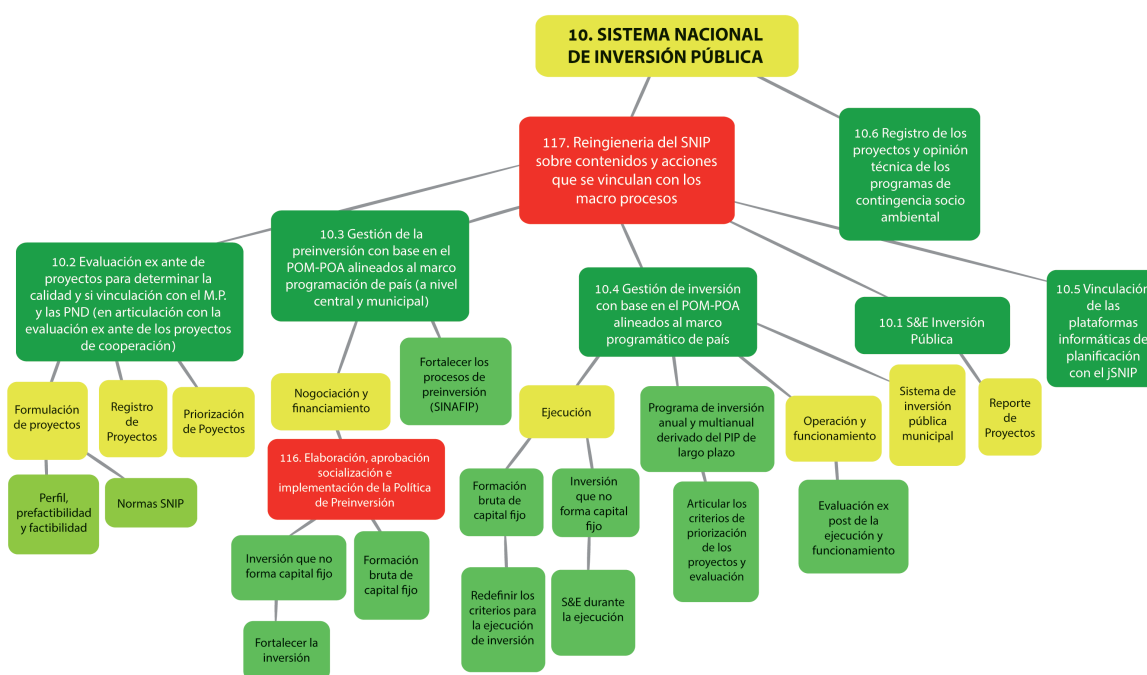 10. SISTEMA NACIONAL
DE INVERSIÓN PÚBLICA
117. Reingieneria del SNIP
sobre contenidos y acciones
que se vinculan con los
macro procesos
10.6 Registro de los
proyectos y opinión
técnica de los
programas de
contingencia socio
ambiental
10.2 Evaluación ex ante de
proyectos para determinar la
calidad y si vinculación con el M.P.
y las PND (en articulación con la
evaluación ex ante de los proyectos
de cooperación)
10.3 Gestión de la
preinversión con base en el
POM-POA alineados al marco
programación de país (a nivel
central y municipal)
10.4 Gestión de inversión
con base en el POM-POA
alineados al marco
programático de país
10.1 S&E Inversión
Pública
10.5 Vinculación
de las
plataformas
informáticas de
planificación
con el jSNIP
Formulación
de proyectos
Registro
de
Proyectos
Priorización
de Poyectos
Nogociación y
financiamiento
Fortalecer los
procesos de
preinversión
(SINAFIP)
Ejecución
Programa de inversión
anual y multianual
derivado del PIP de
largo plazo
Operación y
funcionamiento
Sistema de
inversión
pública
municipal
Reporte
de
Proyectos
Perfil,
prefactibilidad
y factibilidad
Normas SNIP
116. Elaboración, aprobación
socialización e
implementación de la Política
de Preinversión
Formación
bruta de
capital fijo
Inversión
que no
forma capital
fijo
Articular los
criterios de
priorización
de los
proyectos y
evaluación
Evaluación ex
post de la
ejecución y
funcionamiento
Inversión que no
forma capital fijo
Formación
bruta de
capital fijo
Redefinir los
criterios para
la ejecución
de inversión
S&E durante
la ejecución
Fortalecer la
inversión